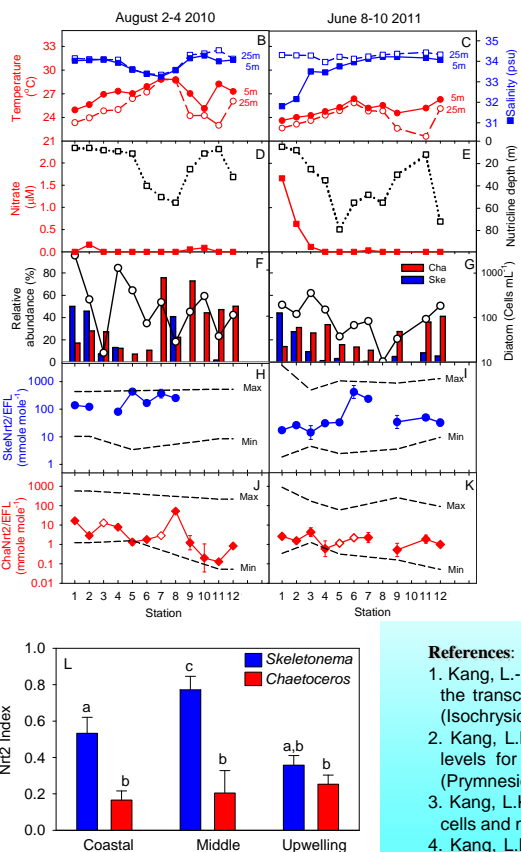 August 2-4 2010
June 8-10 2011
B
C
33
30
27
24
21
Temperature
(°C)
25m
5m
5m
25m
25m
5m
5m
25m
35
34
33
32
31
Salinity (psu)
D
E
2.0
1.5
1.0
0.5
0.0
Nitrate
(µM)
0
20
40
60
80
100
Nutricline depth (m)
F
G
80
60
40
20
0
Relative
abundance (%)
Cha
Ske
1000
100
10
Diatom (Cells mL-1)
H
I
1000
100
10
1
SkeNrt2/EFL
(mmole mole-1)
Max
Min
Max
Min
J
K
1000
100
10
1
0.1
0.01
ChaNrt2/EFL
(mmole mole-1)
Max
Min
Max
Min
1 2 3 4 5 6 7 8 9 10 11 12
1 2 3 4 5 6 7 8 9 11 12
Station
Station
L
Skeletonema
Chaetoceros
1.0
0.8
0.6
0.4
0.2
0.0
Nrt2 Index
a
b
c
b
a,b
b
Coastal Middle Upwelling
References:
1. Kang, L.-
the transc
(Isochrysid
2. Kang, L.
levels for
(Prymnesi
3. Kang, L.
cells and
4. Kang, L.